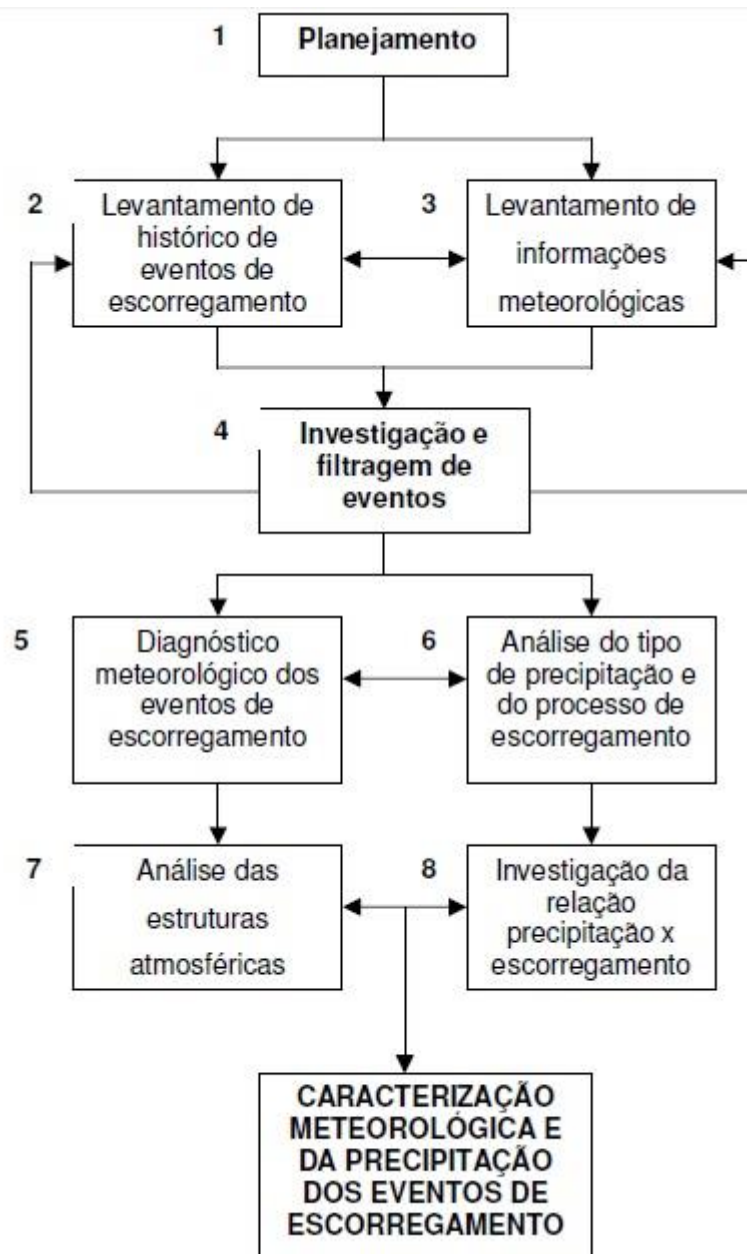 1
Planejamento
2
Levantamento de
histórico de
eventos de
escorregamento
3
Levantamento de
informações
meteorológicas
4
Investigação e
filtragem de
eventos
5
Diagnóstico
meteorológico dos
eventos de
escorregamento
6
Análise do tipo
de precipitação e
do processo de
escorregamento
7
Análise das
estruturas
atmosféricas
8
Investigação da
relação
precipitação x
escorregamento
CARACTERIZAÇÃO
METEOROLÓGICA E
DA PRECIPITAÇÃO
DOS EVENTOS DE
ESCORREGAMENTO